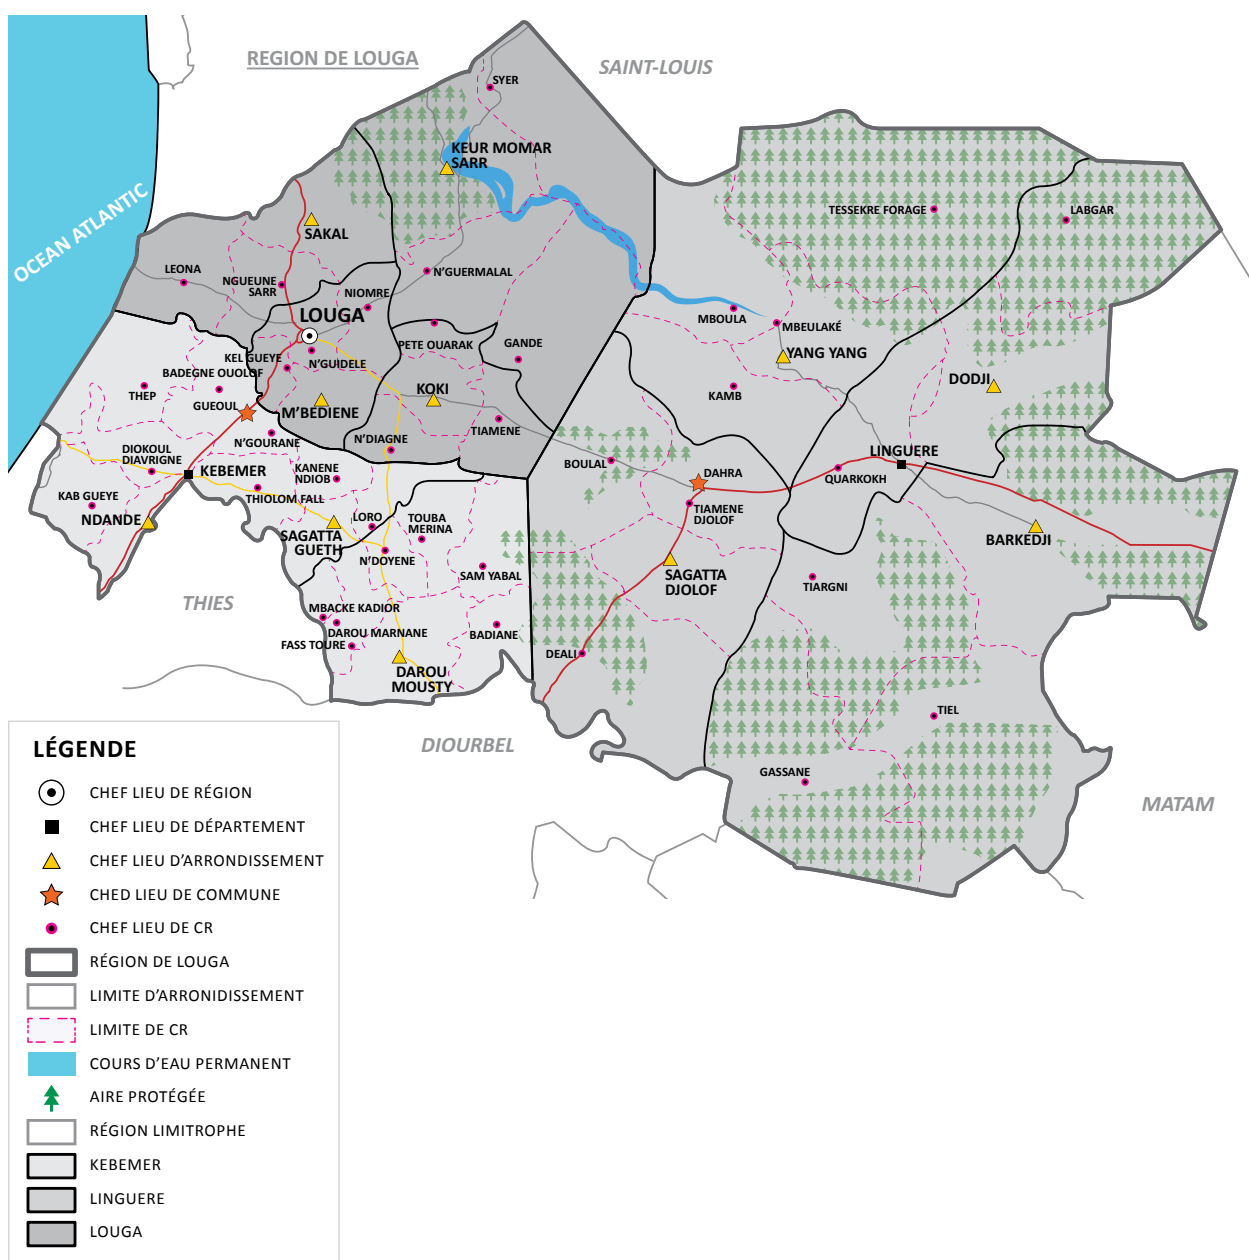 REGION DE LOUGA
SAINT-LOUIS
SYER
KEUR MOMAR
SARR
OCEAN ATLANTIC
TESSEKRE FORAGE
LABGAR
SAKAL
LEONA
NGUEUNE
SARR
N'GUERMALAL
NIOMRE
LOUGA
MBOULA
MBEULAKÉ
PETE OUARAK
GANDE
YANG YANG
KEL GUEYE
N'GUIDELE
BADEGNE OUOLOF
THEP
GUEOUL
KOKI
KAMB
DODJI
M'BEDIENE
TIAMENE
N'GOURANE
N'DIAGNE
DIOKOUL
DIAVRIGNE
KEBEMER
KANENE
NDIOB
BOULAL
DAHRA
LINGUERE
QUARKOKH
KAB GUEYE
THIOLOM FALL
NDANDE
LORO
TOUBA
MERINA
TIAMENE
DJOLOF
SAGATTA
GUETH
N'DOYENE
BARKEDJI
SAM YABAL
SAGATTA
DJOLOF
TIARGNI
THIES
MBACKE KADIOR
DAROU MARNANE
FASS TOURE
BADIANE
DEALI
DAROU
MOUSTY
TIEL
DIOURBEL
GASSANE
MATAM
LÉGENDE
CHEF LIEU DE RÉGION
CHEF LIEU DE DÉPARTEMENT
CHEF LIEU D'ARRONDISSEMENT
CHED LIEU DE COMMUNE
CHEF LIEU DE CR
RÉGION DE LOUGA
LIMITE D'ARRONIDISSEMENT
LIMITE DE CR
COURS D'EAU PERMANENT
AIRE PROTÉGÉE
RÉGION LIMITROPHE
KEBEMER
LINGUERE
LOUGA